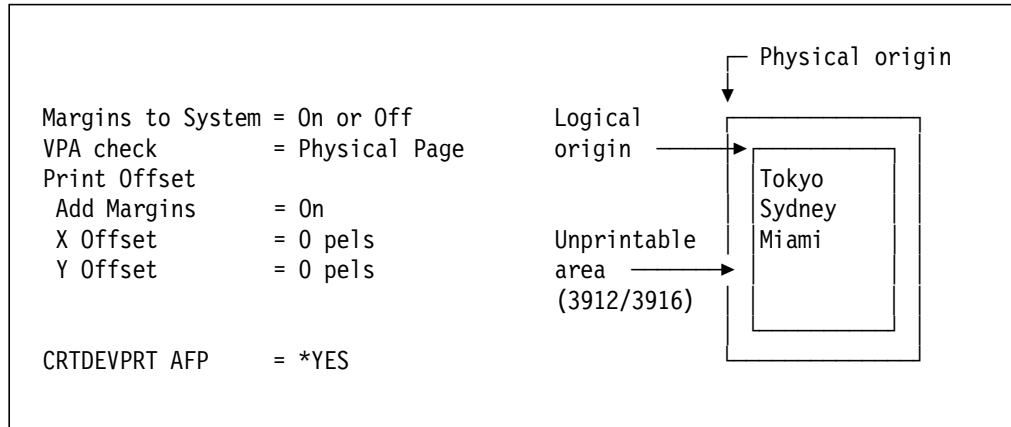 Physical origin
Margins to System = On or Off
Logical
VPA check = Physical Page
origin
Print Offset
Tokyo
Add Margins = On
Sydney
X Offset = 0 pels
Unprintable
Miami
Y Offset = 0 pels
area
(3912/3916)
CRTDEVPRT AFP = *YES